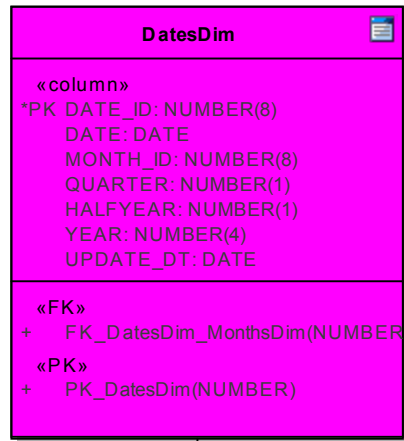 DatesDim
«column»
*PK DATE_ID: NUMBER(8)
DATE: DATE
MONTH_ID: NUMBER(8)
QUARTER: NUMBER(1)
HALFYEAR: NUMBER(1)
YEAR: NUMBER(4)
UPDATE_DT: DATE
«FK»
+ FK_DatesDim_MonthsDim(NUMBER
«PK»
+ PK_DatesDim(NUMBER)